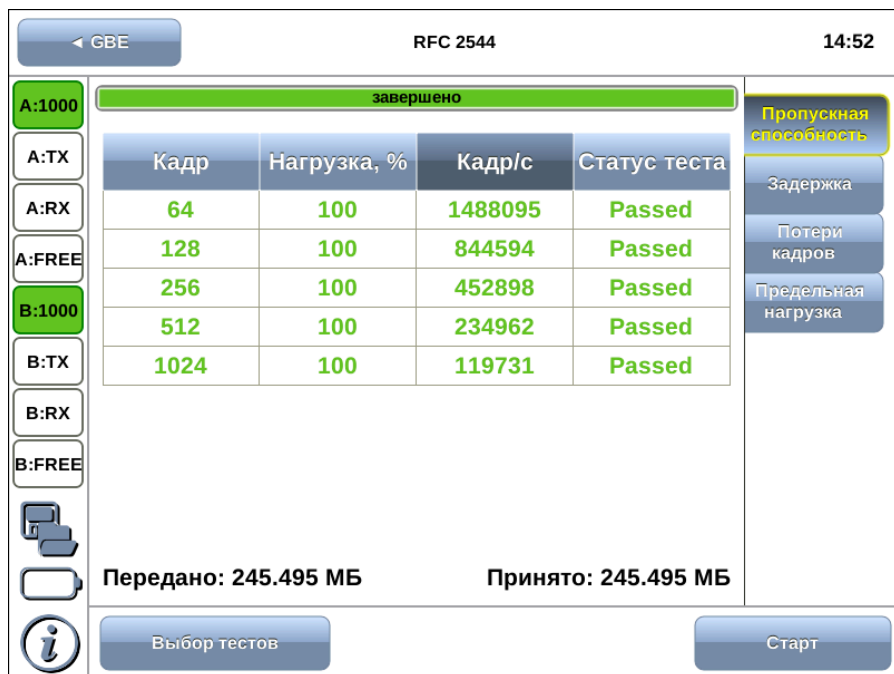 ◄ GBE
RFC 2544
14:52
A:1000
A:TX
A:RX
A:FREE
B:1000
B:TX
B:RX
B:FREE
завершено
Кадр Нагрузка, % Кадр/с Статус теста
64 100 1488095 Passed
128 100 844594 Passed
256 100 452898 Passed
512 100 234962 Passed
1024 100 119731 Passed
Передано: 245.495 МБ
Принято: 245.495 МБ
Пропускная
способность
Задержка
Потери
кадров
Предельная
нагрузка
i
Выбор тестов
Старт